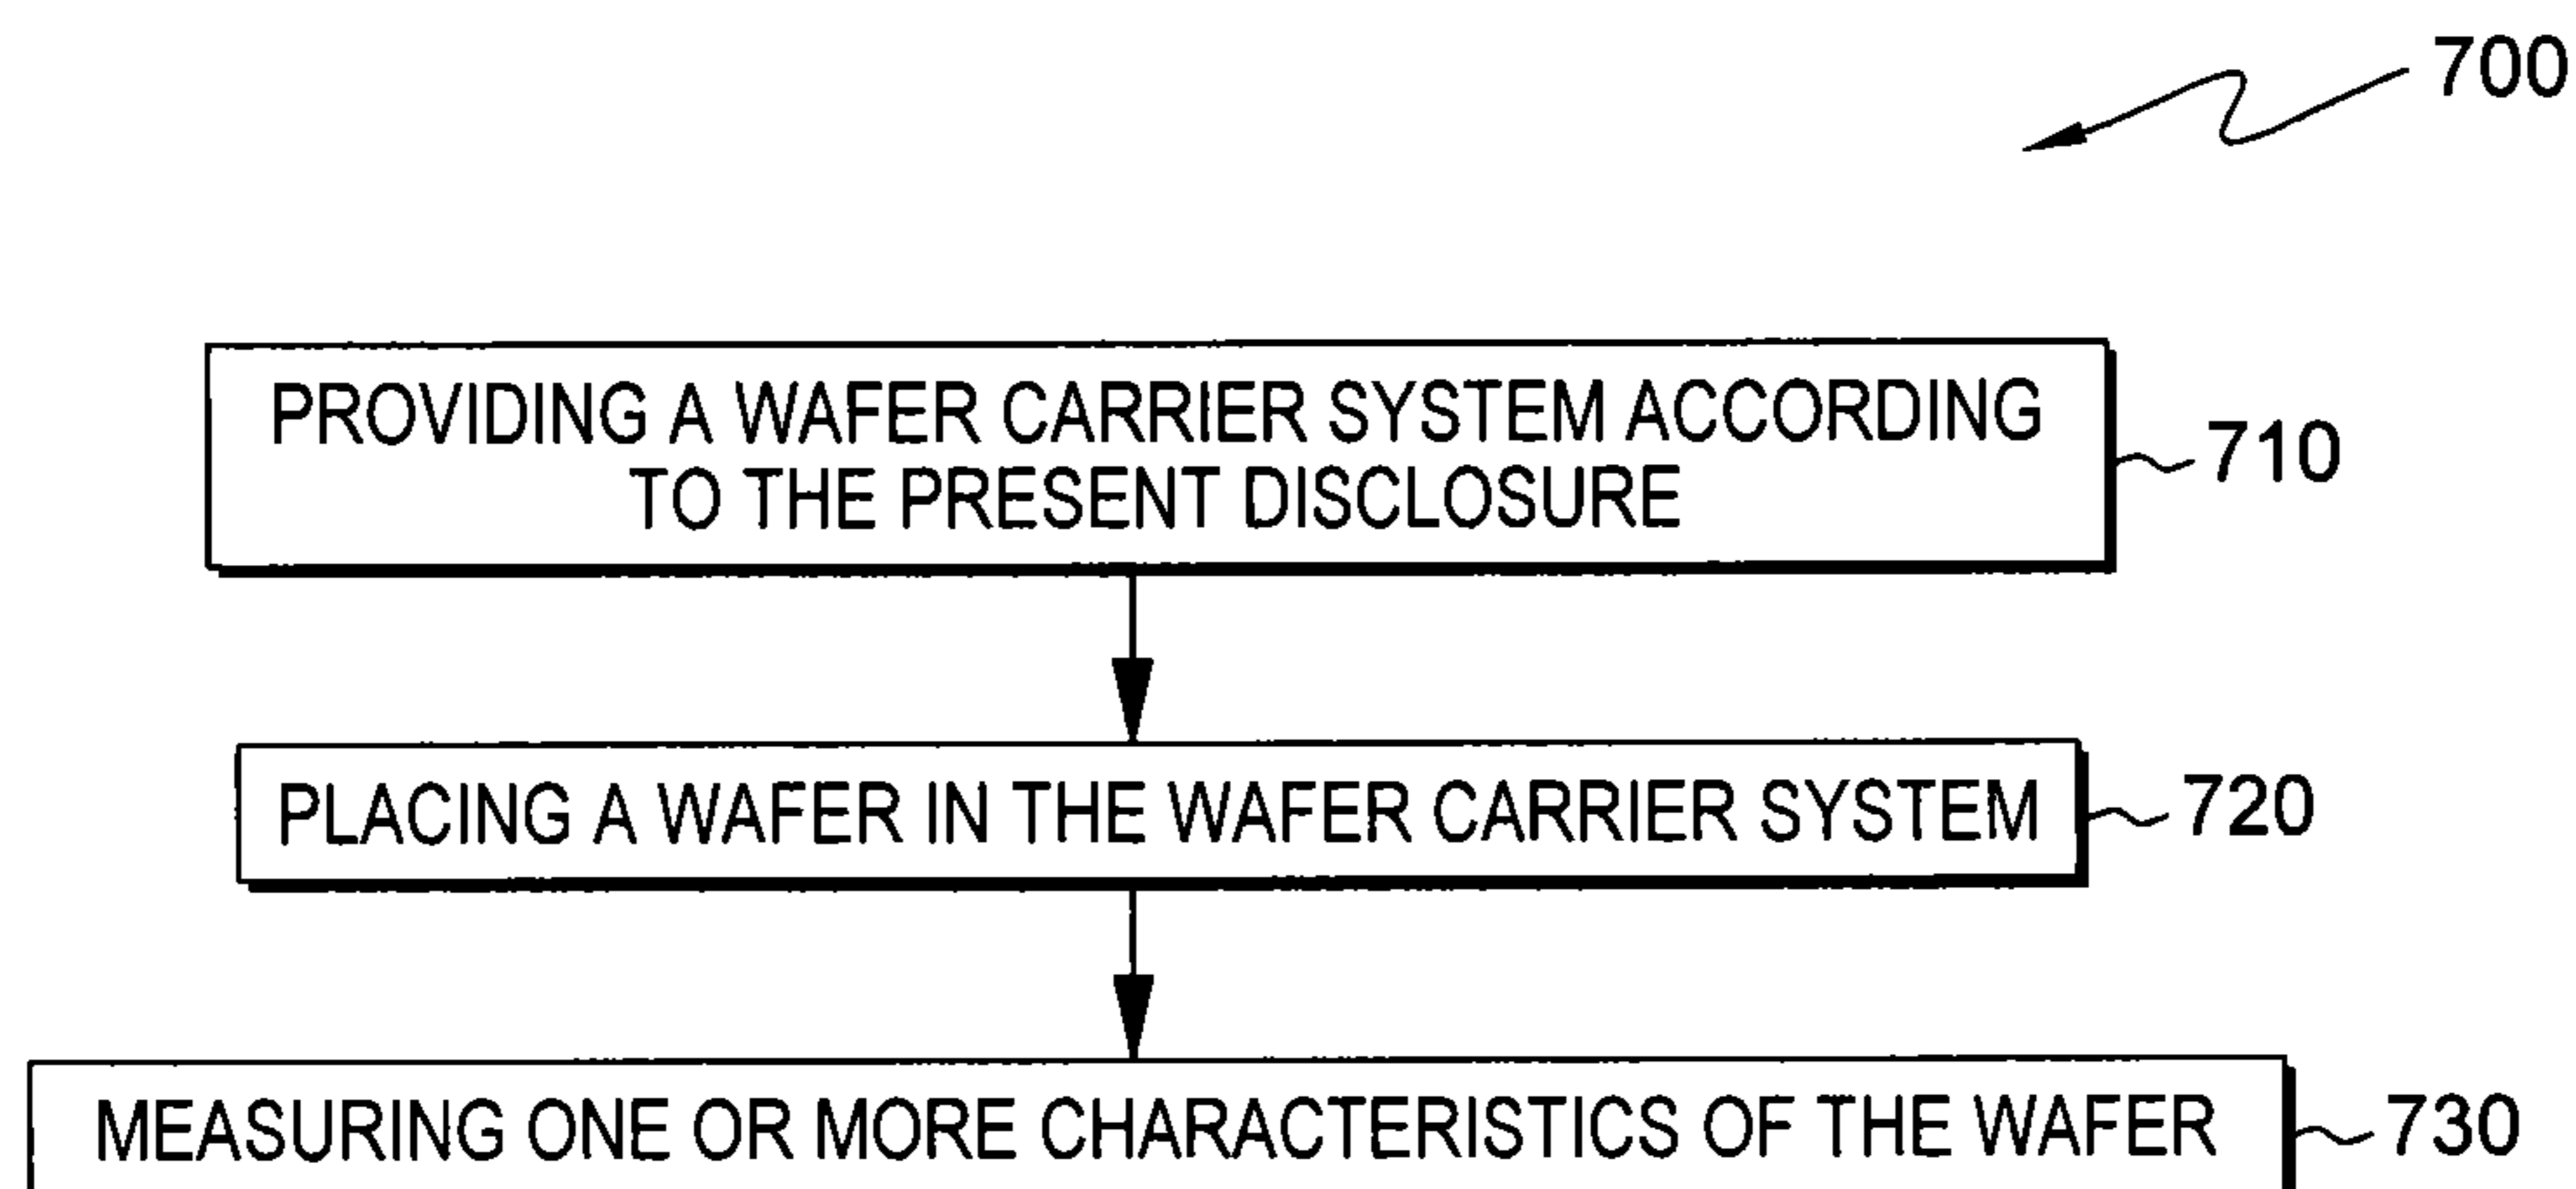 700
PROVIDING A WAFER CARRIER SYSTEM ACCORDING
TO THE PRESENT DISCLOSURE
710
PLACING A WAFER IN THE WAFER CARRIER SYSTEM
720
MEASURING ONE OR MORE CHARACTERISTICS OF THE WAFER
730